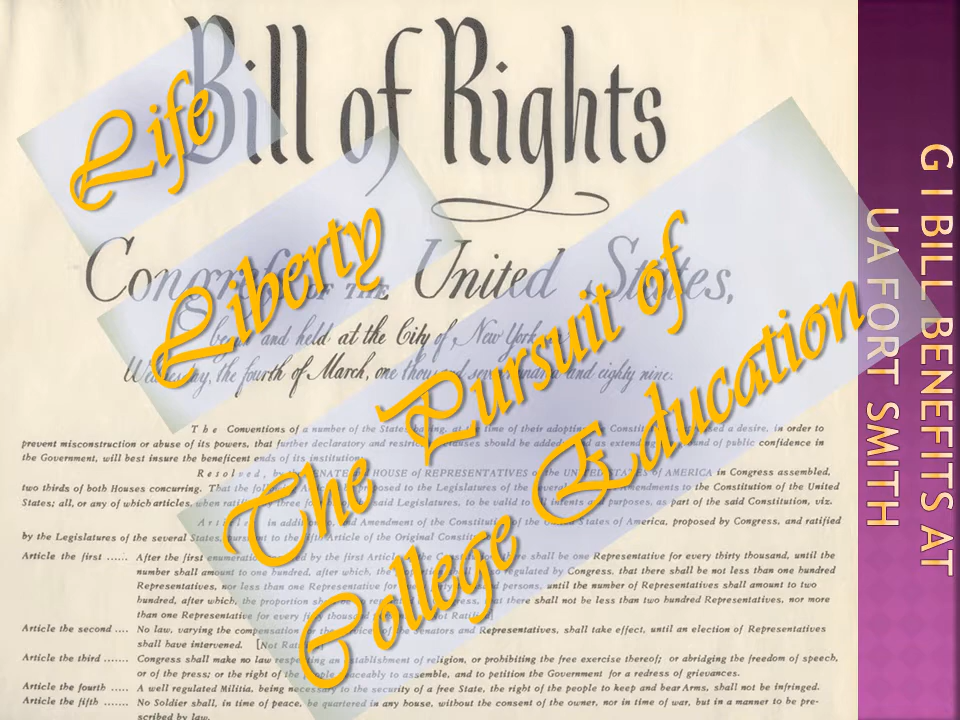 Bill of Rights
Congress OF THE United States,
begun and held at the City of New York, on
Wednesday, the fourth of March, one thousand seven hundred and eighty nine.
The Conventions of a number of the States having, at the time of their adopting the Constitution, expressed a desire, in order to
prevent misconstruction or abuse of its powers, that further declaratory and restrictive clauses should be added: And as extending the ground of public confidence in
the Government, will best insure the beneficent ends of its institution;
Resolved, by the SENATE and HOUSE of REPRESENTATIVES of the UNITED STATES of AMERICA in Congress assembled,
two thirds of both Houses concurring. That the following Articles be proposed to the Legislatures of the several States, as Amendments to the Constitution of the United
States; all, or any of which articles, when ratified by three fourths of the said Legislatures, to be valid to all intents and purposes, as part of the said Constitution, viz.
Articles in addition to, and Amendment of the Constitution of the United States of America, proposed by Congress, and ratified
by the Legislatures of the several States, pursuant to the fifth Article of the Original Constitution.
Article the first ...... After the first enumeration required by the first Article of the Constitution, there shall be one Representative for every thirty thousand, until the
number shall amount to one hundred, after which, the proportion shall be so regulated by Congress, that there shall be not less than one hundred
Representatives, nor less than one Representative for every forty thousand persons, until the number of Representatives shall amount to two
hundred, after which, the proportion shall be so regulated by Congress, that there shall not be less than two hundred Representatives, nor more
than one Representative for every fifty thousand persons. [Not Ratified]
Article the second .... No law, varying the compensation for the services of the Senators and Representatives, shall take effect, until an election of Representatives
shall have intervened. [Not Ratified]
Article the third ....... Congress shall make no law respecting an establishment of religion, or prohibiting the free exercise thereof; or abridging the freedom of speech,
or of the press; or the right of the people peaceably to assemble, and to petition the Government for a redress of grievances.
Article the fourth ..... A well regulated Militia, being necessary to the security of a free State, the right of the people to keep and bear Arms, shall not be infringed.
Article the fifth ....... No Soldier shall, in time of peace, be quartered in any house, without the consent of the owner, nor in time of war, but in a manner to be pre-
scribed by law.
Life
Liberty
The Pursuit of
College Education
G I BILL BENEFITS AT
UA FORT SMITH